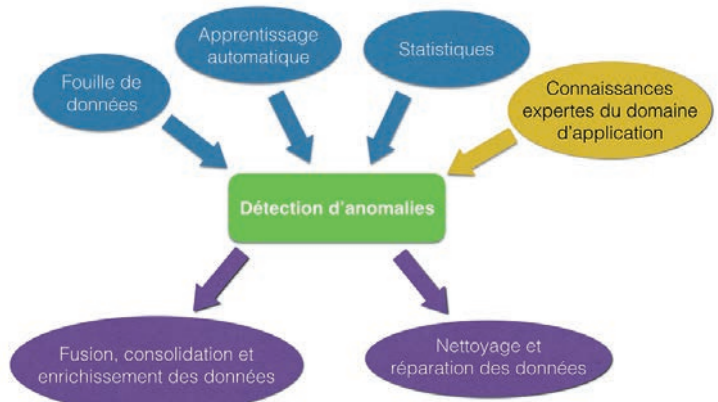 Apprentissage
automatique
Statistiques
Fouille de
données
Connaissances
expertes du domaine
d'application
Détection d'anomalies
Fusion, consolidation et
enrichissement des données
Nettoyage et
réparation des données